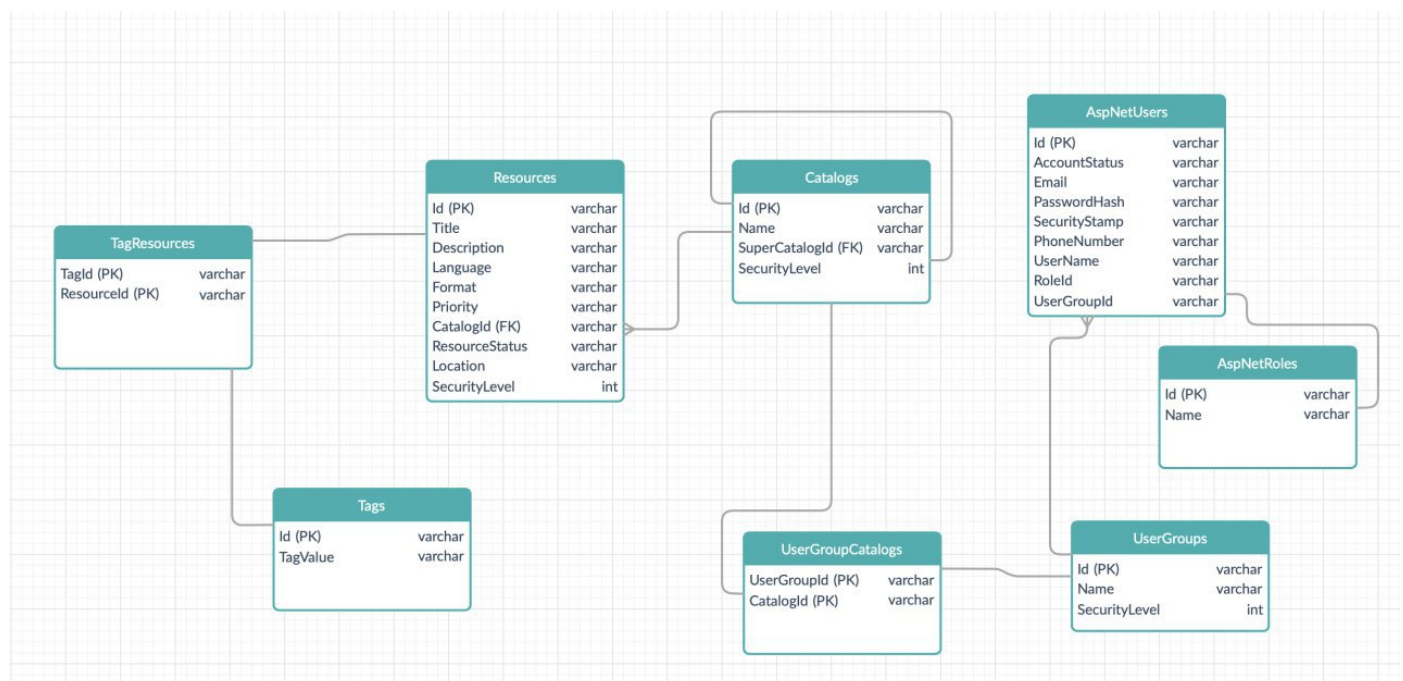 AspNetUsers
Id (PK) varchar
AccountStatus varchar
Email varchar
PasswordHash varchar
SecurityStamp varchar
PhoneNumber varchar
UserName varchar
RoleId varchar
UserGroupId varchar
Resources
Id (PK) varchar
Title varchar
Description varchar
Language varchar
Format varchar
Priority varchar
CatalogId (FK) varchar
ResourceStatus varchar
Location varchar
SecurityLevel int
Catalogs
Id (PK) varchar
Name varchar
SuperCatalogId (FK) varchar
SecurityLevel int
TagResources
TagId (PK) varchar
ResourceId (PK) varchar
AspNetRoles
Id (PK) varchar
Name varchar
Tags
Id (PK) varchar
TagValue varchar
UserGroupCatalogs
UserGroupId (PK) varchar
CatalogId (PK) varchar
UserGroups
Id (PK) varchar
Name varchar
SecurityLevel int